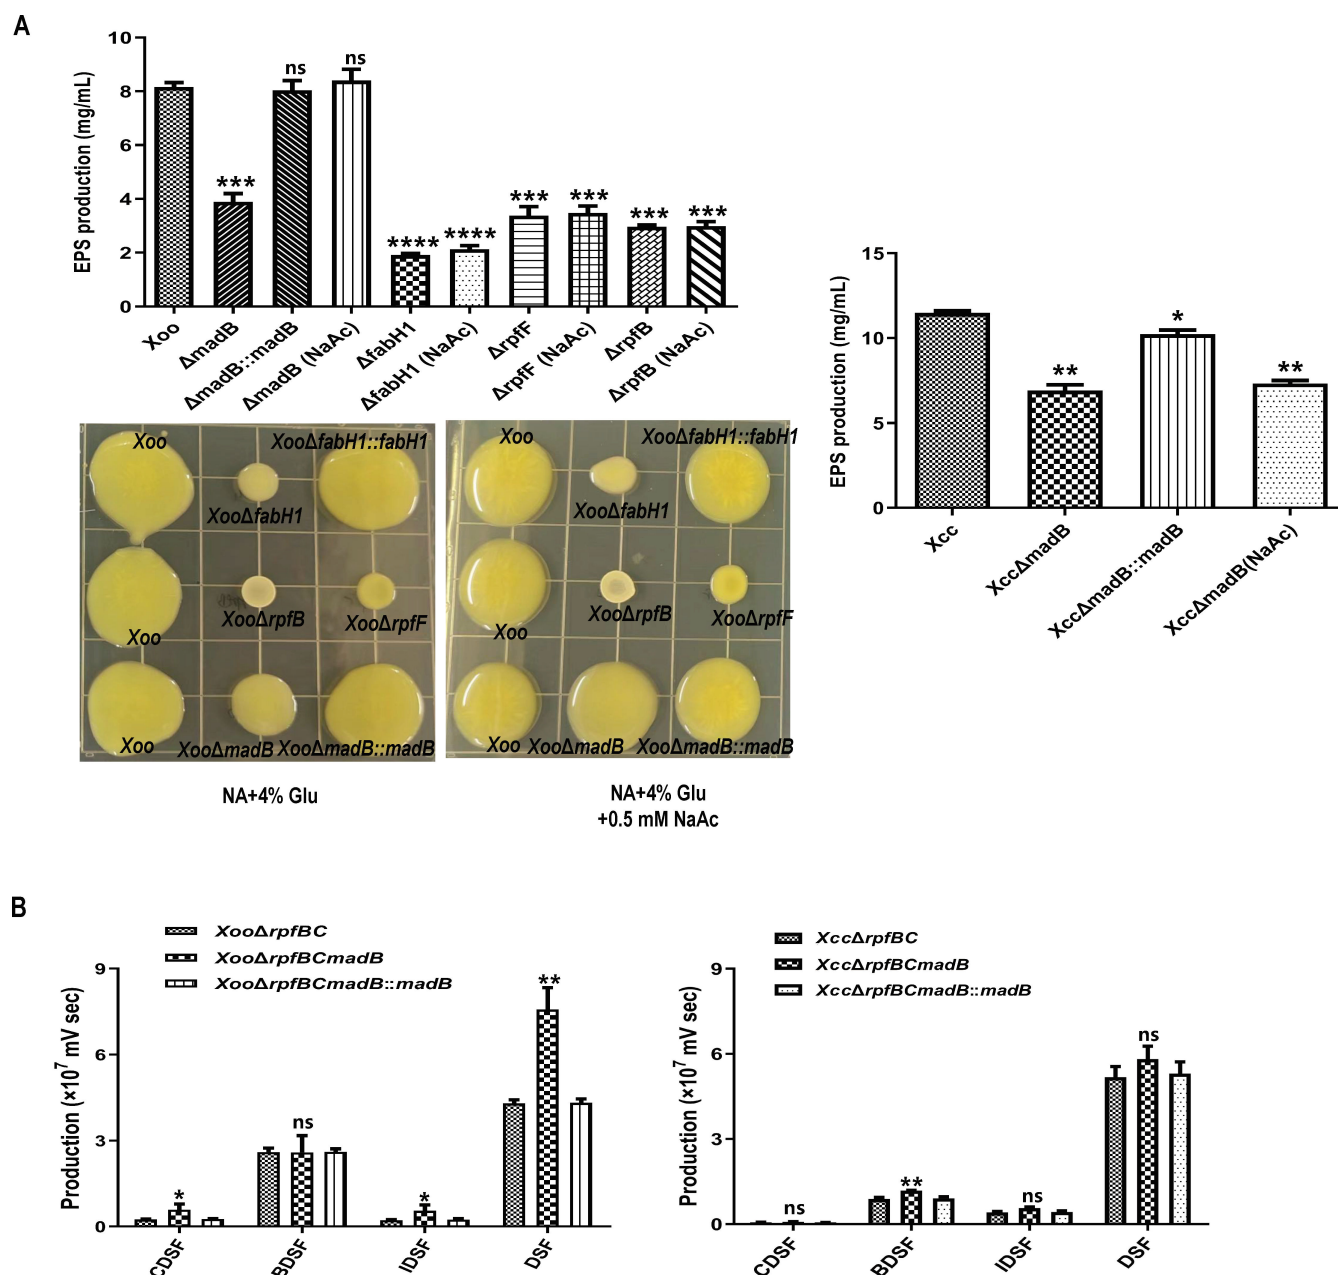 A
EPS production (mg/mL)
10
8
6
4
2
0
***
ns
ns
****
****
***
***
***
***
Xoo
ΔmadB
ΔmadB::madB
ΔmadB (NaAc)
ΔfabH1
ΔfabH1 (NaAc)
ΔrpfF
ΔrpfF (NaAc)
ΔrpfB
ΔrpfB (NaAc)
EPS production (mg/mL)
15
10
5
0
**
*
**
Xcc
XccΔmadB
XccΔmadB::madB
XccΔmadB(NaAc)
Xoo
XooΔfabH1::fabH1
XooΔfabH1
XooΔrpfB
XooΔrpfF
Xoo
Xoo
XooΔmadB
XooΔmadB::madB
NA+4% Glu
Xoo
XooΔfabH1::fabH1
XooΔfabH1
XooΔrpfB
XooΔrpfF
Xoo
Xoo
XooΔmadB
XooΔmadB::madB
NA+4% Glu
+0.5 mM NaAc
B
XooΔrpfBC
XooΔrpfBCmadB
XooΔrpfBCmadB::madB
Production (×10⁷ mV sec)
9
6
3
0
*
ns
*
**
CDSF
BDSF
IDSF
DSF
XccΔrpfBC
XccΔrpfBCmadB
XccΔrpfBCmadB::madB
Production (×10⁷ mV sec)
9
6
3
0
ns
**
ns
ns
CDSF
BDSF
IDSF
DSF